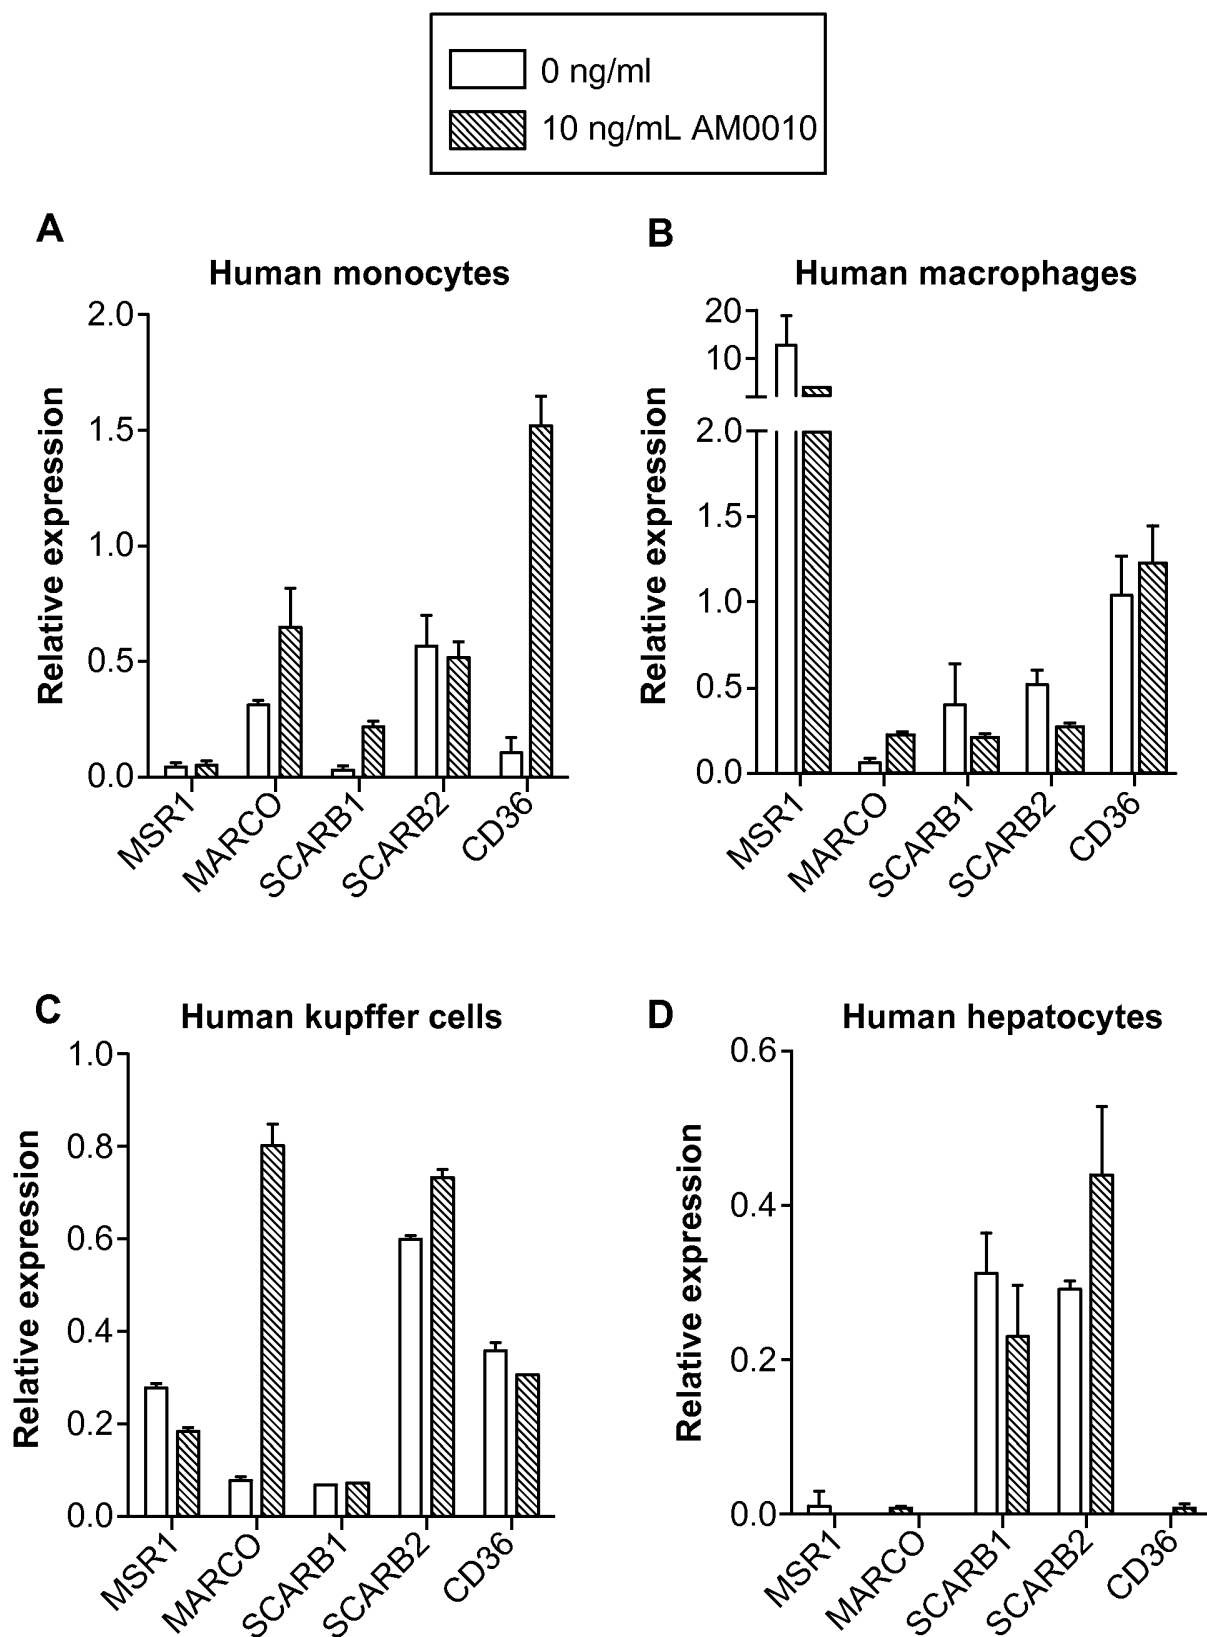 0 ng/ml
10 ng/mL AM0010
A
Human monocytes
Relative expression
2.0
1.5
1.0
0.5
0.0
MSR1
MARCO
SCARB1
SCARB2
CD36
B
Human macrophages
Relative expression
20
10
2.0
1.5
1.0
0.5
0.0
MSR1
MARCO
SCARB1
SCARB2
CD36
C
Human kupffer cells
Relative expression
1.0
0.8
0.6
0.4
0.2
0.0
MSR1
MARCO
SCARB1
SCARB2
CD36
D
Human hepatocytes
Relative expression
0.6
0.4
0.2
0.0
MSR1
MARCO
SCARB1
SCARB2
CD36